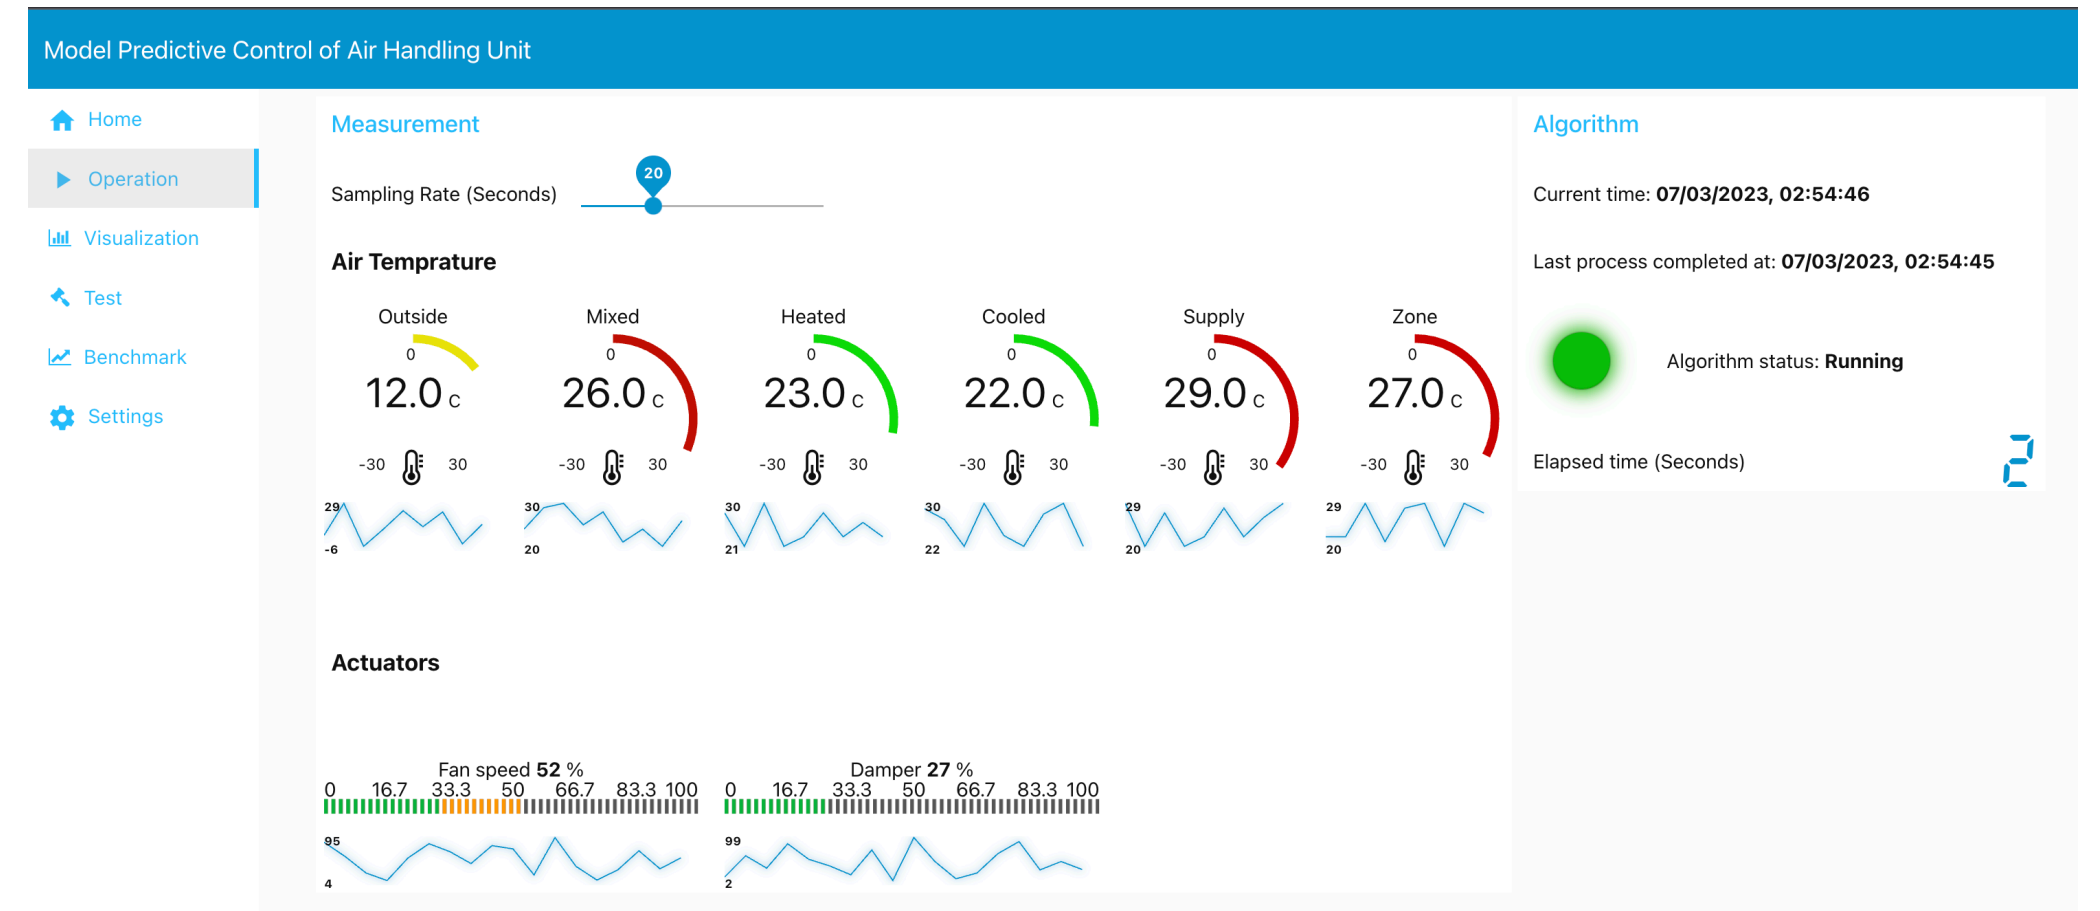 Model Predictive Control of Air Handling Unit
Home
Operation
Visualization
Test
Benchmark
Settings
Measurement
Sampling Rate (Seconds)
20
Air Temprature
Outside
0
12.0 C
-30 30
29
-6
Mixed
0
26.0 C
-30 30
30
20
Heated
0
23.0 C
-30 30
30
21
Cooled
0
22.0 C
-30 30
30
22
Supply
0
29.0 C
-30 30
29
20
Zone
0
27.0 C
-30 30
29
20
Actuators
Fan speed 52 %
0 16.7 33.3 50 66.7 83.3 100
95
4
Damper 27 %
0 16.7 33.3 50 66.7 83.3 100
99
2
Algorithm
Current time: 07/03/2023, 02:54:46
Last process completed at: 07/03/2023, 02:54:45
Algorithm status: Running
Elapsed time (Seconds) 2